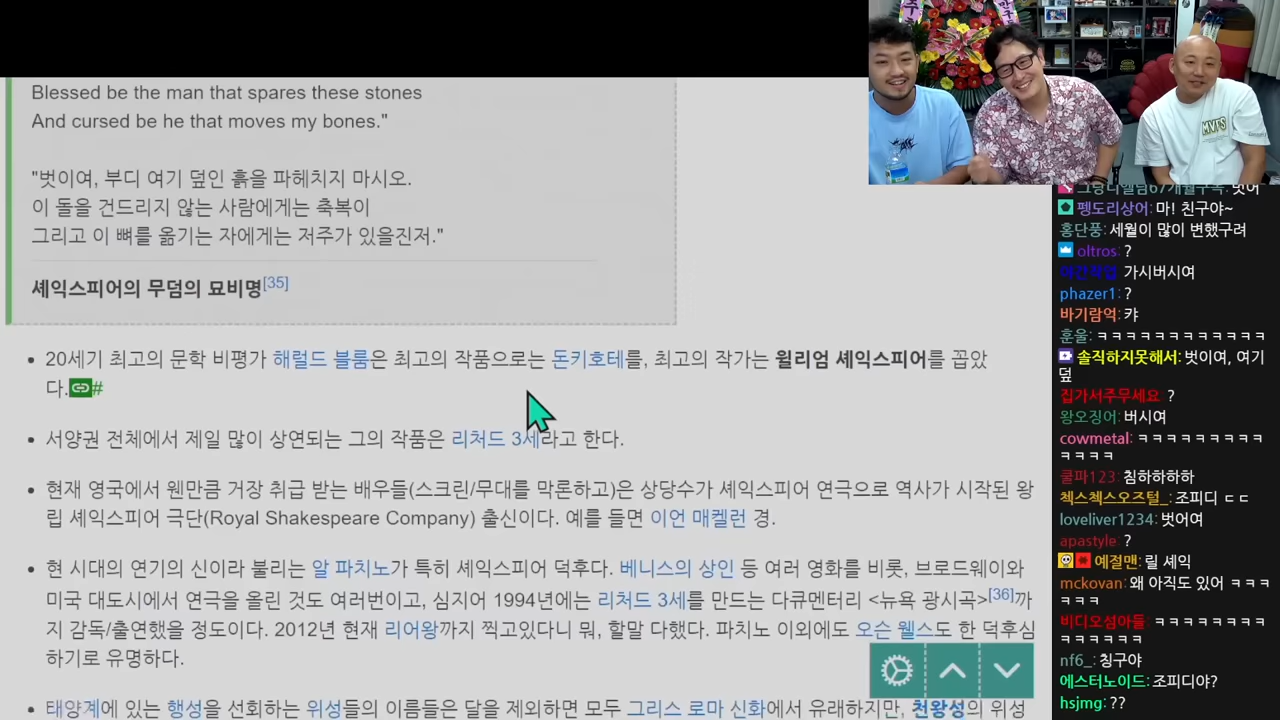 Blessed be the man that spares these stones
And cursed be he that moves my bones."
"벗이여, 부디 여기 덮인 흙을 파헤치지 마시오.
이 돌을 건드리지 않는 사람에게는 축복이
그리고 이 뼈를 옮기는 자에게는 저주가 있을진저."
셰익스피어의 무덤의 묘비명[35]
20세기 최고의 문학 비평가 해럴드 블룸은 최고의 작품으로는 돈키호테를, 최고의 작가는 윌리엄 셰익스피어를 꼽았
다.#
서양권 전체에서 제일 많이 상연되는 그의 작품은 리처드 3세라고 한다.
현재 영국에서 웬만큼 거장 취급 받는 배우들(스크린/무대를 막론하고)은 상당수가 셰익스피어 연극으로 역사가 시작된 왕
립 셰익스피어 극단(Royal Shakespeare Company) 출신이다. 예를 들면 이언 매켈런 경.
현 시대의 연기의 신이라 불리는 알 파치노가 특히 셰익스피어 덕후다. 베니스의 상인 등 여러 영화를 비롯, 브로드웨이와
미국 대도시에서 연극을 올린 것도 여러번이고, 심지어 1994년에는 리처드 3세를 만드는 다큐멘터리 <뉴욕 광시곡>[36]까
지 감독/출연했을 정도이다. 2012년 현재 리어왕까지 찍고있다니 뭐, 할말 다했다. 파치노 이외에도 오슨 웰스도 한 덕후심
하기로 유명하다.
태양계에 있는 행성을 선회하는 위성들의 이름들은 달을 제외하면 모두 그리스 로마 신화에서 유래하지만, 천왕성의 위성
MVTS
펭도리상어: 마! 친구야~
홍단풍: 세월이 많이 변했구려
oltros: ?
가시버시여
phazer1: ?
바기람억: 캬
훈울: ㅋㅋㅋㅋㅋㅋㅋㅋㅋㅋㅋㅋ
솔직하지못해서: 벗이여, 여기
덮
집가서주무세요: ?
왕오징어: 버시여
cowmetal: ㅋㅋㅋㅋㅋㅋㅋㅋㅋ
ㅋㅋㅋㅋ
쿨파123: 침하하하하
첵스첵스오즈털_: 조피디 ㄷㄷ
loveliver1234: 벗어여
apastyle: ?
예절맨: 릴 셰익
mckovan: 왜 아직도 있어 ㅋㅋㅋ
ㅋㅋㅋ
비디오섬아들: ㅋㅋㅋㅋㅋㅋㅋㅋ
ㅋㅋㅋㅋㅋㅋ
nf6_: 칭구야
에스터노이드: 조피디야?
hsjmg: ??